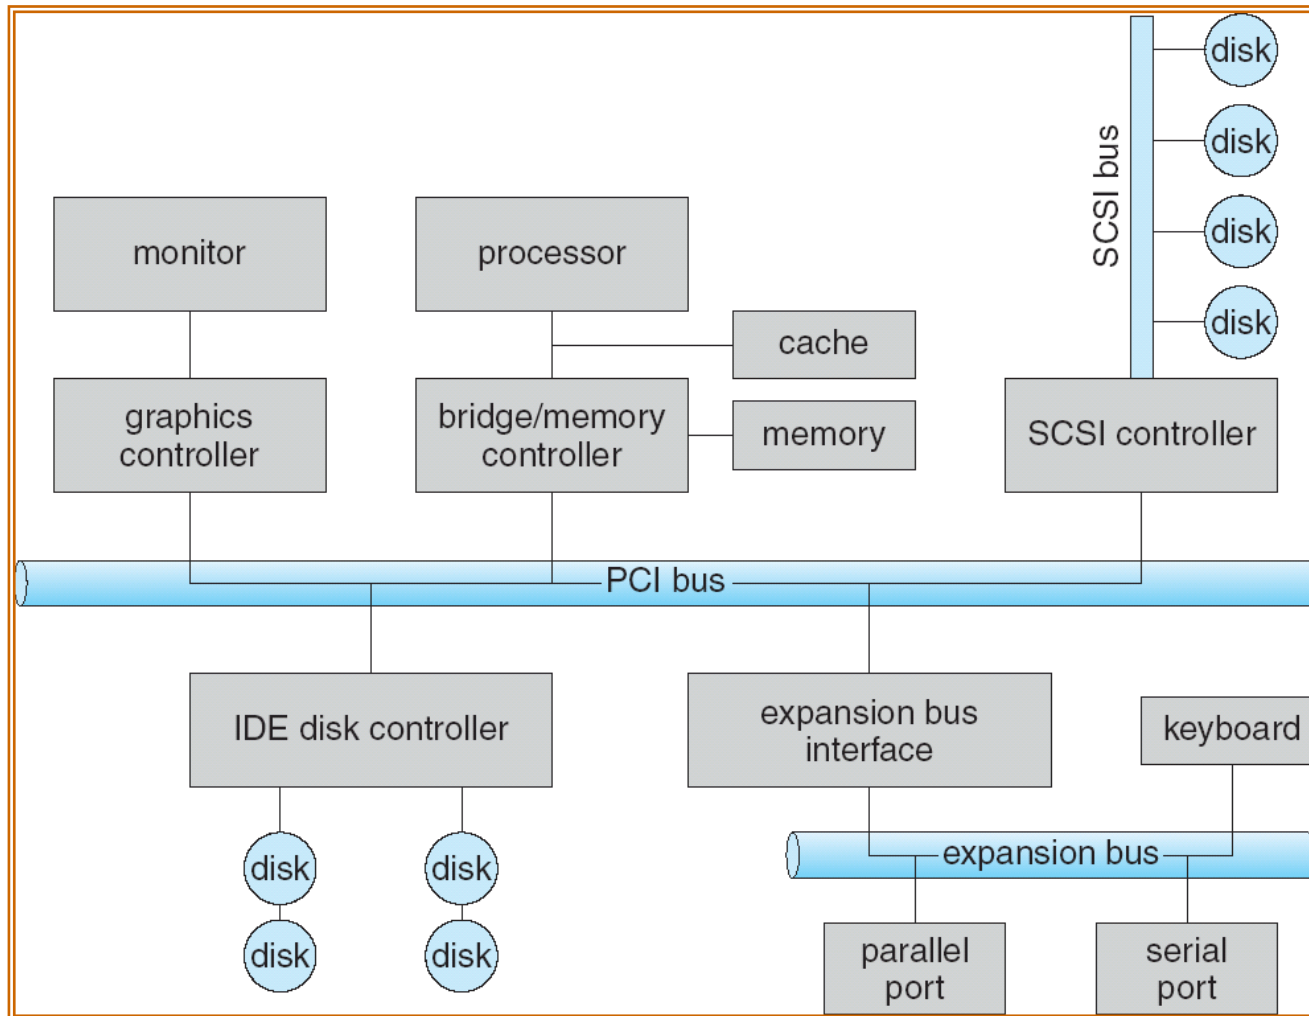 disk
disk
disk
disk
SCSI bus
monitor
processor
cache
graphics
controller
bridge/memory
controller
memory
SCSI controller
PCI bus
IDE disk controller
expansion bus
interface
keyboard
disk
disk
expansion bus
disk
disk
parallel
port
serial
port